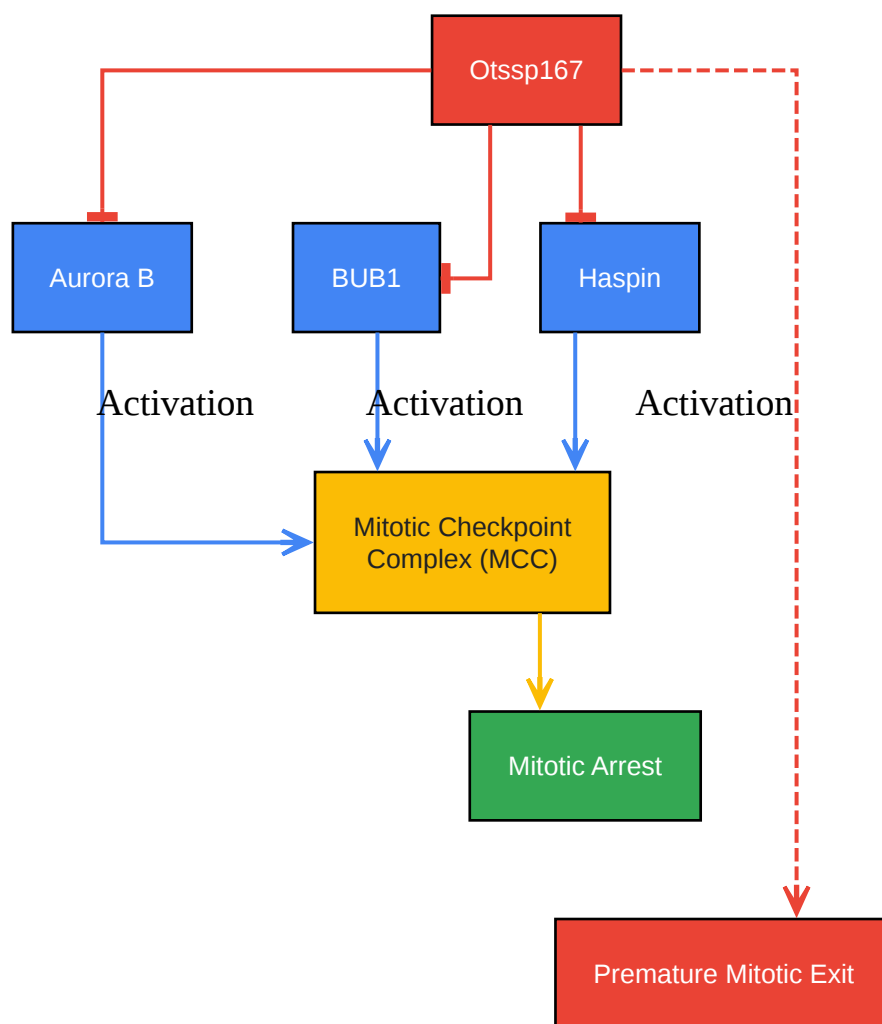 Otssp167
Aurora B
BUB1
Haspin
Activation
Activation
Activation
Mitotic Checkpoint
Complex (MCC)
Mitotic Arrest
Premature Mitotic Exit